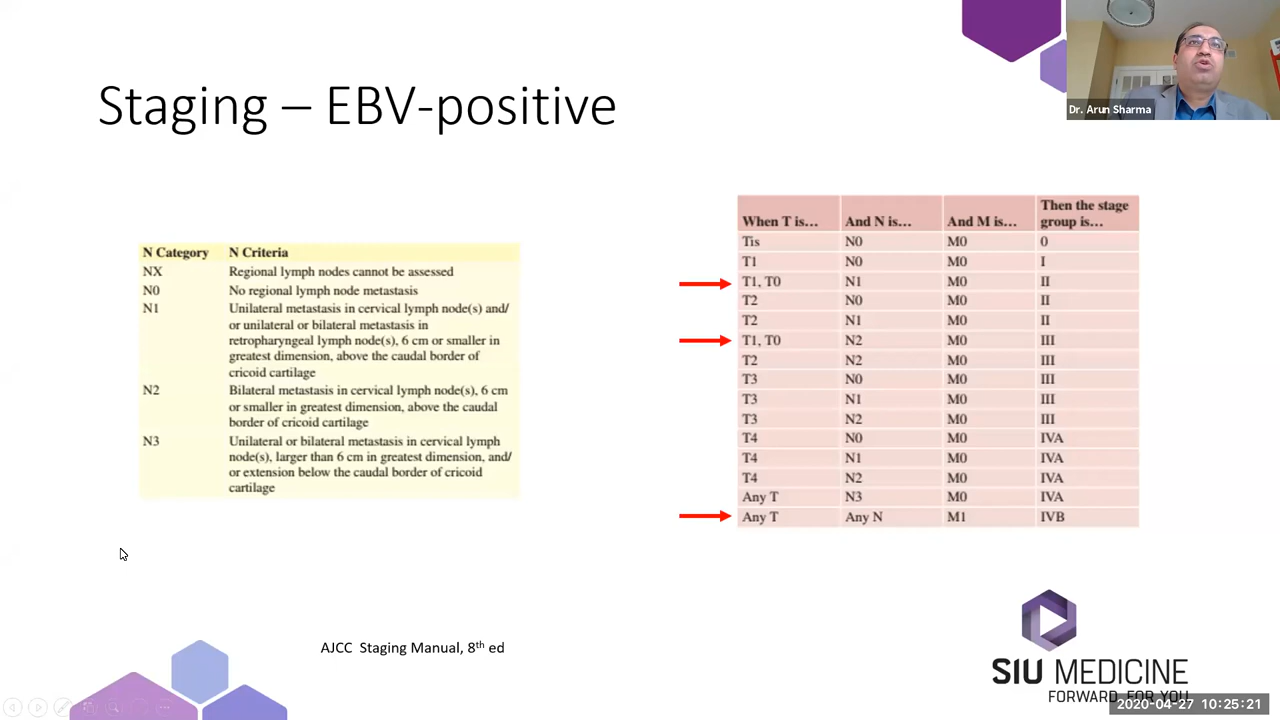 Dr. Arun Sharma
Staging – EBV-positive
N Category N Criteria
NX Regional lymph nodes cannot be assessed
N0 No regional lymph node metastasis
N1 Unilateral metastasis in cervical lymph node(s) and/
or unilateral or bilateral metastasis in
retropharyngeal lymph node(s), 6 cm or smaller in
greatest dimension, above the caudal border of
cricoid cartilage
N2 Bilateral metastasis in cervical lymph node(s), 6 cm
or smaller in greatest dimension, above the caudal
border of cricoid cartilage
N3 Unilateral or bilateral metastasis in cervical lymph
node(s), larger than 6 cm in greatest dimension, and/
or extension below the caudal border of cricoid
cartilage
When T is... And N is... And M is... Then the stage
group is...
Tis N0 M0 0
T1 N0 M0 I
T1, T0 N1 M0 II
T2 N0 M0 II
T2 N1 M0 II
T1, T0 N2 M0 III
T2 N2 M0 III
T3 N0 M0 III
T3 N1 M0 III
T3 N2 M0 III
T4 N0 M0 IVA
T4 N1 M0 IVA
T4 N2 M0 IVA
Any T N3 M0 IVA
Any T Any N M1 IVB
AJCC Staging Manual, 8th ed
SIU MEDICINE
FORWARD. FOR YOU
2020-04-27 10:25:21